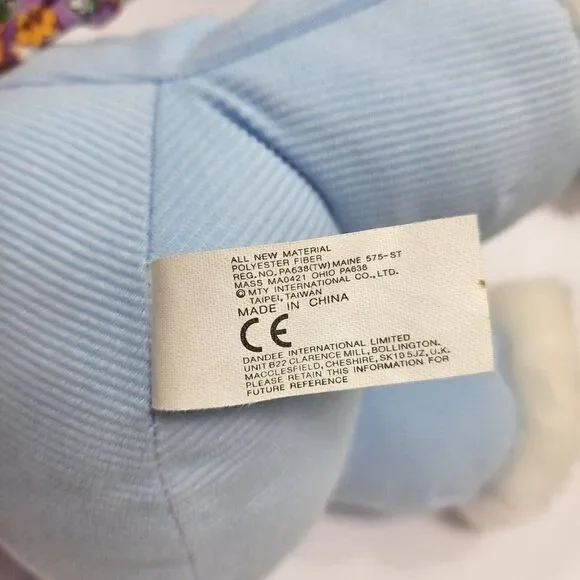 ALL NEW MATERIAL
POLYESTER FIBER
REG. NO. PA638(TW) MAINE 575-ST
MASS MA0421 OHIO PA638
© MTY INTERNATIONAL CO., LTD.
TAIPEI, TAIWAN
MADE IN CHINA
CE
DANDEE INTERNATIONAL LIMITED
UNIT B22 CLARENCE MILL, BOLLINGTON.
MACCLESFIELD, CHESHIRE, SK10 5JZ, U.K.
PLEASE RETAIN THIS INFORMATION FOR
FUTURE REFERENCE